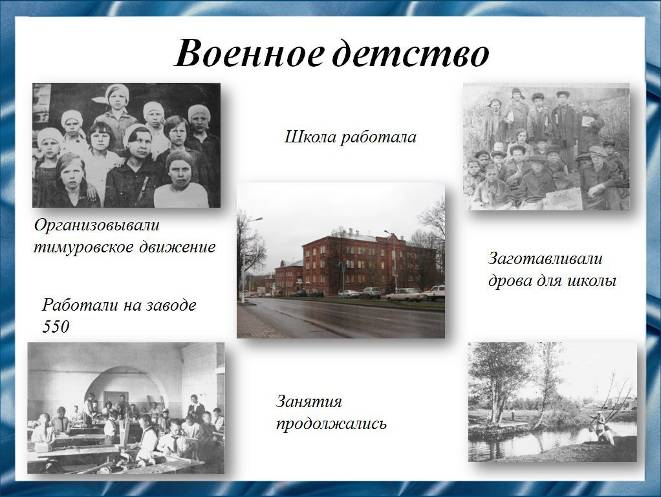 Военное детство
Школа работала
Организовывали
тимуровское движение
Заготавливали
дрова для школы
Работали на заводе
550
Занятия
продолжались